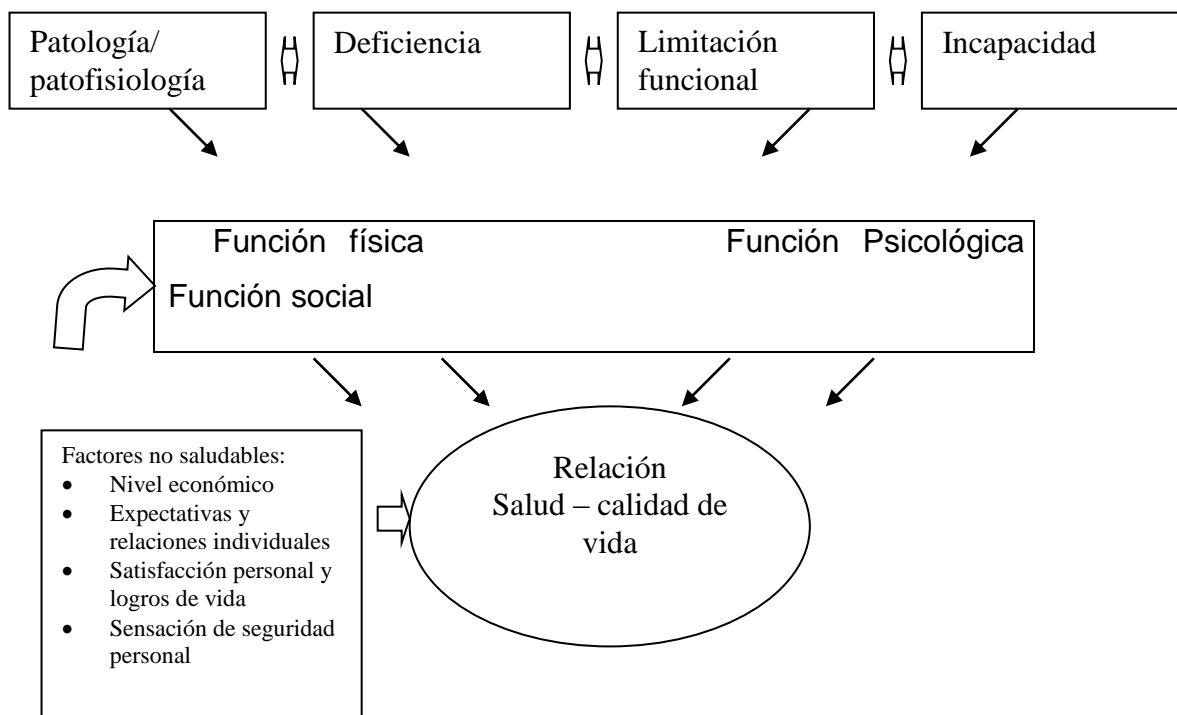 Patología/
patofisiología
Deficiencia
Limitación
funcional
Incapacidad
Función física
Función Psicológica
Función social
Factores no saludables:
• Nivel económico
• Expectativas y
relaciones individuales
• Satisfacción personal y
logros de vida
• Sensación de seguridad
personal
Relación
Salud – calidad de
vida